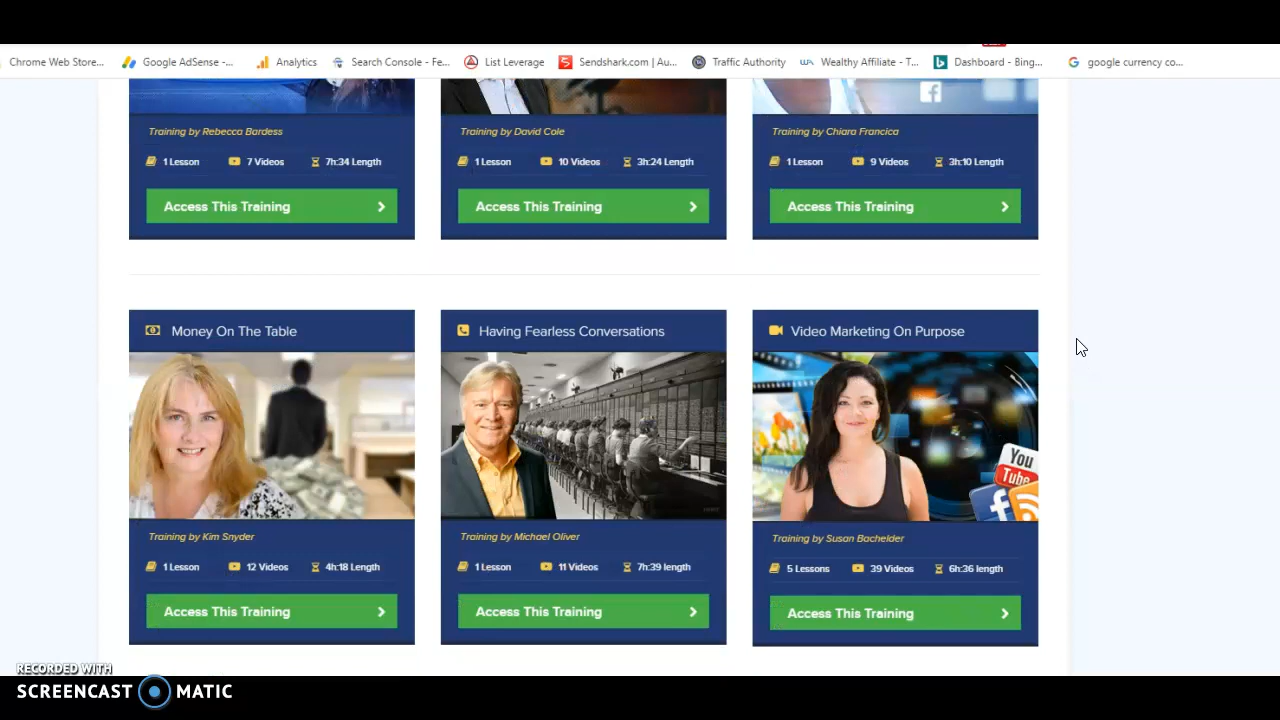 Chrome Web Store... Google AdSense -... Analytics Search Console - Fe... List Leverage Sendshark.com | Au... Traffic Authority Wealthy Affiliate - T... Dashboard - Bing... google currency co...
Training by Rebecca Bardess Training by David Cole Training by Chiara Francica
1 Lesson 7 Videos 7h:34 Length 1 Lesson 10 Videos 3h:24 Length 1 Lesson 9 Videos 3h:10 Length
Access This Training Access This Training Access This Training
Money On The Table Having Fearless Conversations Video Marketing On Purpose
You
Tube
Training by Kim Snyder Training by Michael Oliver Training by Susan Bachelder
1 Lesson 12 Videos 4h:18 Length 1 Lesson 11 Videos 7h:39 length 5 Lessons 39 Videos 6h:36 length
Access This Training Access This Training Access This Training
RECORDED WITH
SCREENCAST MATIC